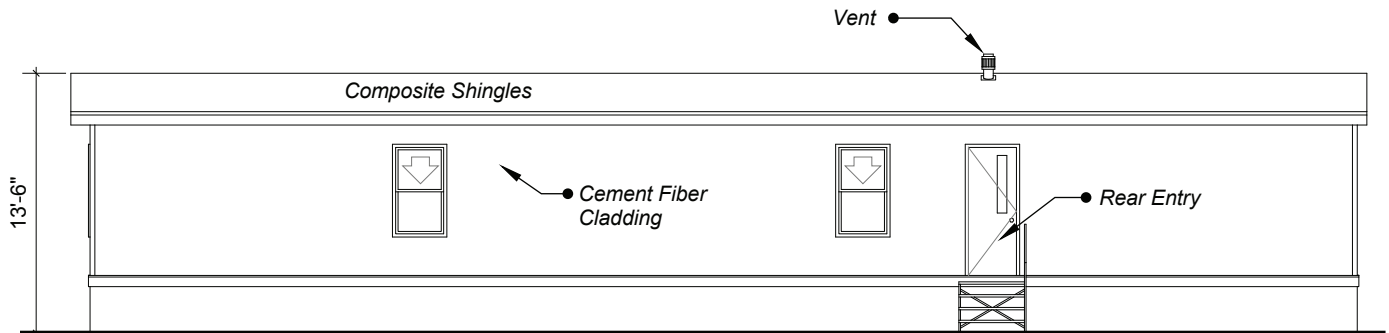 Vent
Composite Shingles
13'-6"
Cement Fiber
Cladding
Rear Entry